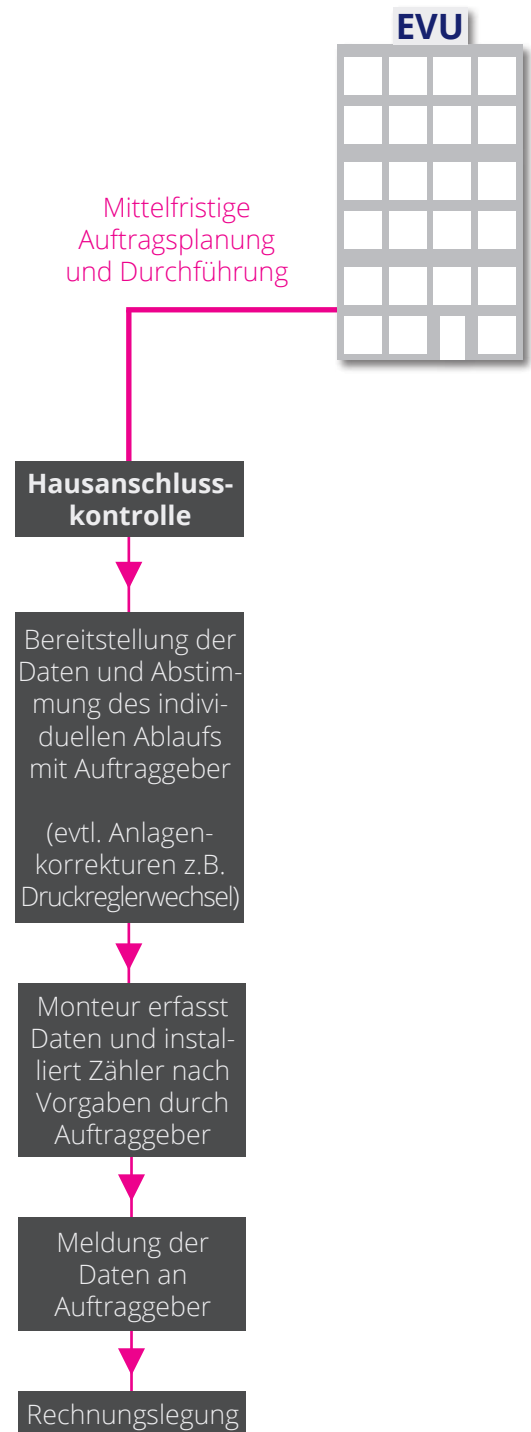 EVU
Mittelfristige
Auftragsplanung
und Durchführung
Hausanschluss-
kontrolle
Bereitstellung der
Daten und Abstim-
mung des indivi-
duellen Ablaufs
mit Auftraggeber
(evtl. Anlagen-
korrekturen z.B.
Druckreglerwechsel)
Monteur erfasst
Daten und instal-
liert Zähler nach
Vorgaben durch
Auftraggeber
Meldung der
Daten an
Auftraggeber
Rechnungslegung